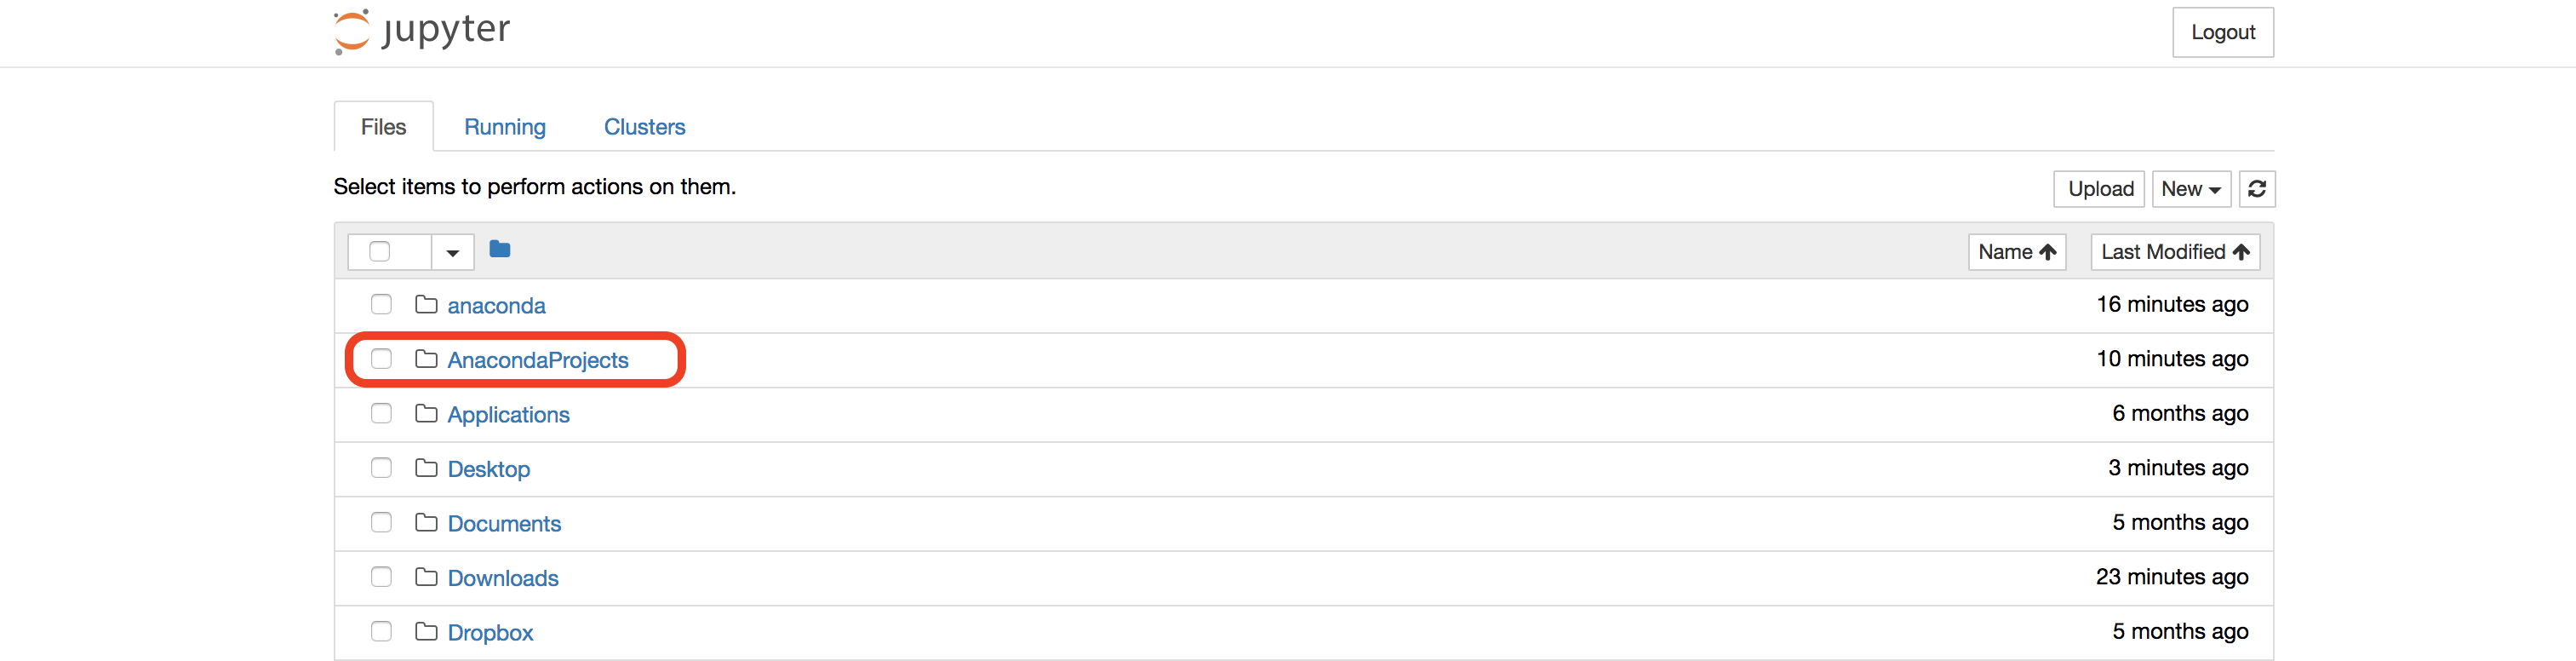 jupyter
Logout
Files Running Clusters
Select items to perform actions on them.
Upload New
Name Last Modified
anaconda 16 minutes ago
AnacondaProjects 10 minutes ago
Applications 6 months ago
Desktop 3 minutes ago
Documents 5 months ago
Downloads 23 minutes ago
Dropbox 5 months ago